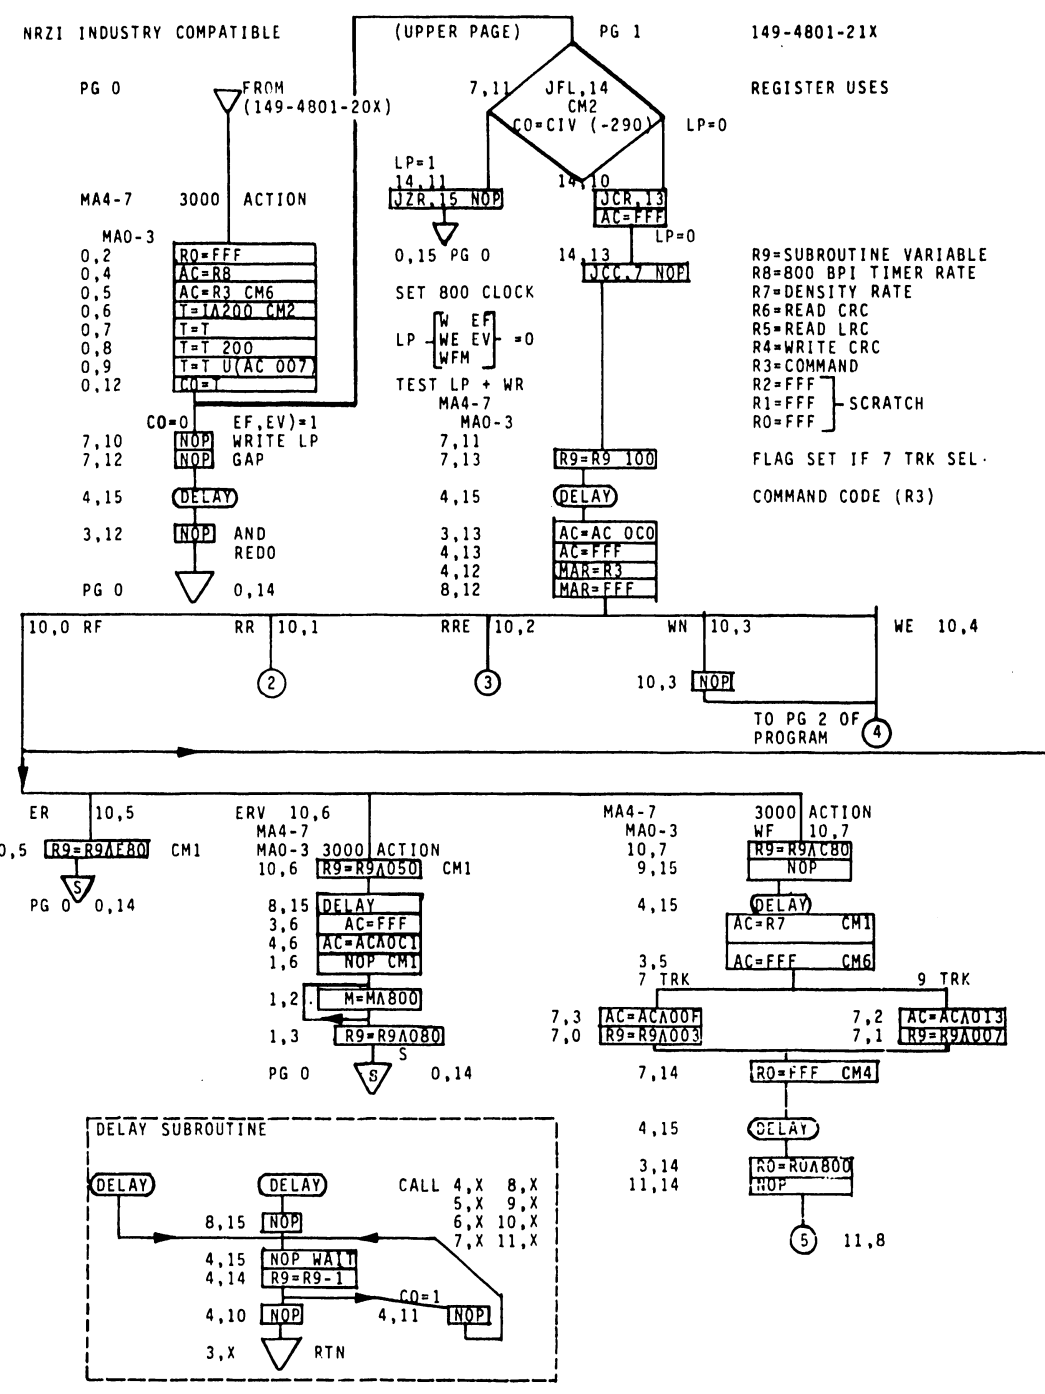 NRZI INDUSTRY COMPATIBLE
(UPPER PAGE)
PG 1
149-4801-21X
PG 0
FROM
(149-4801-20X)
7,11
JFL,14
CM2
CO=CIV (-290)
LP=0
REGISTER USES
LP=1
14,11
JZR,15 NOP
14,10
JCR,13
AC=FFF
LP=0
MA4-7
3000 ACTION
MA0-3
0,2 R0=FFF
0,4 AC=R8
0,5 AC=R3 CM6
0,6 T=IΛ200 CM2
0,7 T=T
0,8 T=T 200
0,9 T=T U(AC 007)
0,12 CO=T
0,15 PG 0
14,13
JCC,7 NOP
SET 800 CLOCK
LP
W EF
WE EV
WFM
=0
TEST LP + WR
MA4-7
MA0-3
R9=SUBROUTINE VARIABLE
R8=800 BPI TIMER RATE
R7=DENSITY RATE
R6=READ CRC
R5=READ LRC
R4=WRITE CRC
R3=COMMAND
R2=FFF
R1=FFF
R0=FFF
SCRATCH
CO=0
EF,EV)=1
7,10 NOP WRITE LP
7,12 NOP GAP
4,15 DELAY
3,12 NOP AND
REDO
PG 0
0,14
7,11
7,13 R9=R9 100
4,15 DELAY
3,13 AC=AC 0C0
4,13 AC=FFF
4,12 MAR=R3
8,12 MAR=FFF
FLAG SET IF 7 TRK SEL.
COMMAND CODE (R3)
10,0 RF
RR 10,1
RRE 10,2
WN 10,3
WE 10,4
2
3
10,3 NOP
TO PG 2 OF
PROGRAM
4
ER 10,5
0,5 R9=R9ΛE80 CM1
S
PG 0 0,14
ERV 10,6
MA4-7
MA0-3 3000 ACTION
10,6 R9=R9Λ050 CM1
8,15 DELAY
3,6 AC=FFF
4,6 AC=ACΛ0C1
1,6 NOP CM1
1,2 M=MΛ800
1,3 R9=R9Λ080
S
PG 0
S
0,14
MA4-7
3000 ACTION
MA0-3
WF 10,7
10,7 R9=R9ΛC80
9,15 NOP
4,15 DELAY
AC=R7 CM1
3,5 AC=FFF CM6
7 TRK
9 TRK
7,3 AC=ACΛ00F
7,0 R9=R9Λ003
7,2 AC=ACΛ013
7,1 R9=R9Λ007
7,14 R0=FFF CM4
4,15 DELAY
3,14 R0=R0Λ800
11,14 NOP
5
11,8
DELAY SUBROUTINE
DELAY
DELAY
CALL 4,X 8,X
5,X 9,X
6,X 10,X
7,X 11,X
8,15 NOP
4,15 NOP WAIT
4,14 R9=R9-1
CO=1
4,10 NOP
4,11 NOP
3,X
RTN